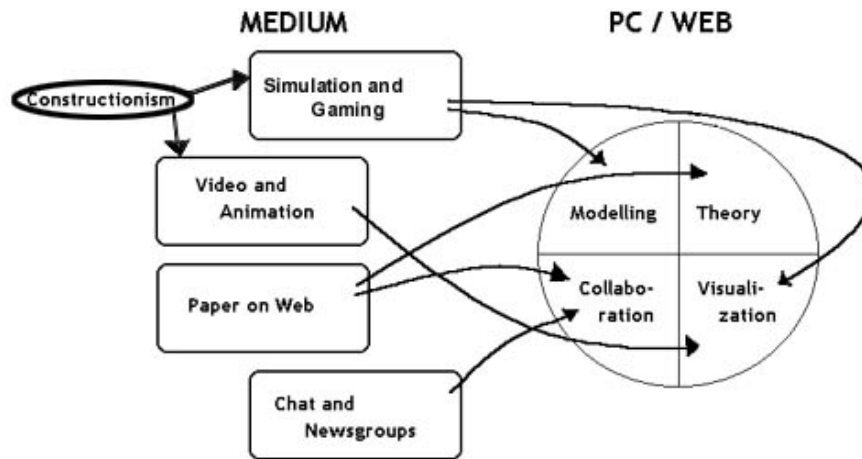 MEDIUM
PC / WEB
Constructionism
Simulation and
Gaming
Video and
Animation
Paper on Web
Chat and
Newsgroups
Modelling
Theory
Collabo-
ration
Visuali-
zation